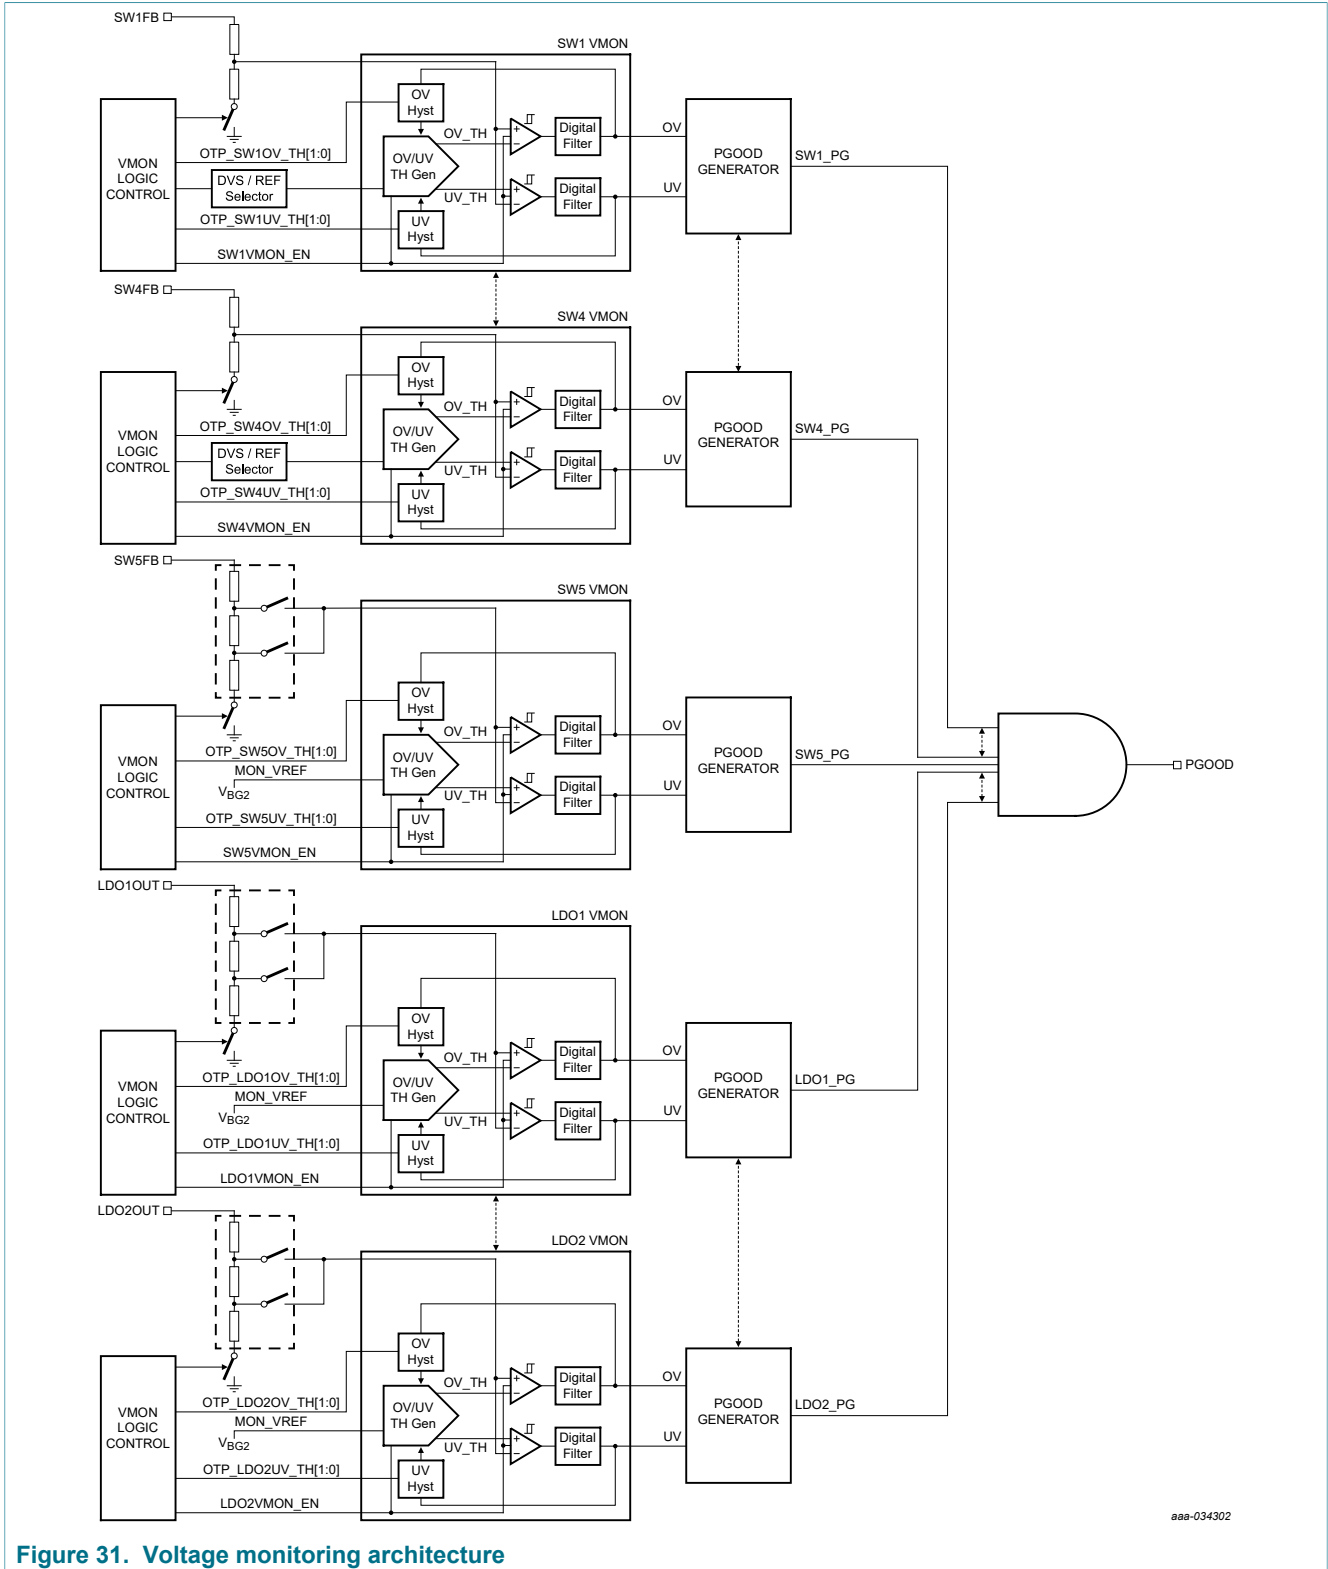 SW1FB
SW1 VMON
OV
Hyst
VMON
LOGIC
CONTROL
OTP_SW1OV_TH[1:0]
DVS / REF
Selector
OTP_SW1UV_TH[1:0]
SW1VMON_EN
OV/UV
TH Gen
OV_TH
UV_TH
UV
Hyst
+
−
+
−
Digital
Filter
Digital
Filter
OV
UV
PGOOD
GENERATOR
SW1_PG
SW4FB
SW4 VMON
OV
Hyst
VMON
LOGIC
CONTROL
OTP_SW4OV_TH[1:0]
DVS / REF
Selector
OTP_SW4UV_TH[1:0]
SW4VMON_EN
OV/UV
TH Gen
OV_TH
UV_TH
UV
Hyst
+
−
+
−
Digital
Filter
Digital
Filter
OV
UV
PGOOD
GENERATOR
SW4_PG
SW5FB
SW5 VMON
OV
Hyst
VMON
LOGIC
CONTROL
OTP_SW5OV_TH[1:0]
MON_VREF
VBG2
OTP_SW5UV_TH[1:0]
SW5VMON_EN
OV/UV
TH Gen
OV_TH
UV_TH
UV
Hyst
+
−
+
−
Digital
Filter
Digital
Filter
OV
UV
PGOOD
GENERATOR
SW5_PG
PGOOD
LDO1OUT
LDO1 VMON
OV
Hyst
VMON
LOGIC
CONTROL
OTP_LDO1OV_TH[1:0]
MON_VREF
VBG2
OTP_LDO1UV_TH[1:0]
LDO1VMON_EN
OV/UV
TH Gen
OV_TH
UV_TH
UV
Hyst
+
−
+
−
Digital
Filter
Digital
Filter
OV
UV
PGOOD
GENERATOR
LDO1_PG
LDO2OUT
LDO2 VMON
OV
Hyst
VMON
LOGIC
CONTROL
OTP_LDO2OV_TH[1:0]
MON_VREF
VBG2
OTP_LDO2UV_TH[1:0]
LDO2VMON_EN
OV/UV
TH Gen
OV_TH
UV_TH
UV
Hyst
+
−
+
−
Digital
Filter
Digital
Filter
OV
UV
PGOOD
GENERATOR
LDO2_PG
aaa-034302
Figure 31. Voltage monitoring architecture